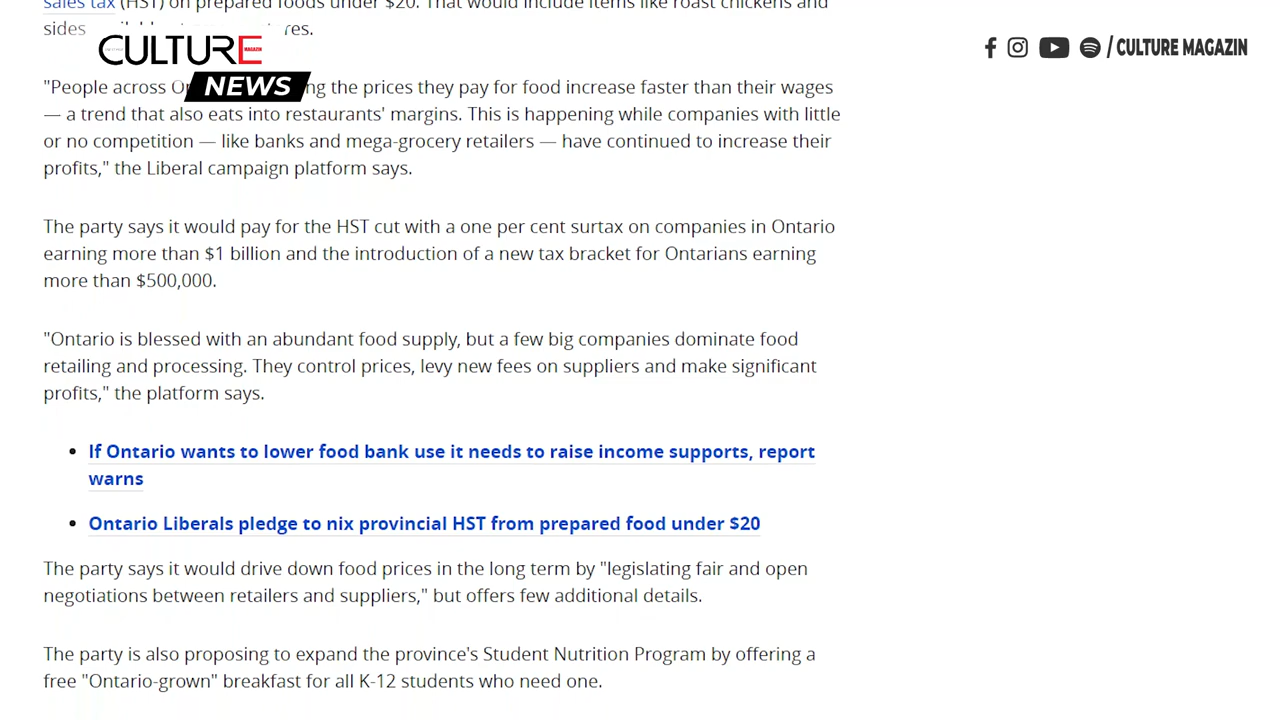 sales tax (HST) on prepared foods under $20. That would include items like roast chickens and
sides
CULTURE MAGAZIN
NEWS
/ CULTURE MAGAZIN
"People across the prices they pay for food increase faster than their wages
— a trend that also eats into restaurants' margins. This is happening while companies with little
or no competition — like banks and mega-grocery retailers — have continued to increase their
profits," the Liberal campaign platform says.
The party says it would pay for the HST cut with a one per cent surtax on companies in Ontario
earning more than $1 billion and the introduction of a new tax bracket for Ontarians earning
more than $500,000.
"Ontario is blessed with an abundant food supply, but a few big companies dominate food
retailing and processing. They control prices, levy new fees on suppliers and make significant
profits," the platform says.
• If Ontario wants to lower food bank use it needs to raise income supports, report
warns
• Ontario Liberals pledge to nix provincial HST from prepared food under $20
The party says it would drive down food prices in the long term by "legislating fair and open
negotiations between retailers and suppliers," but offers few additional details.
The party is also proposing to expand the province's Student Nutrition Program by offering a
free "Ontario-grown" breakfast for all K-12 students who need one.